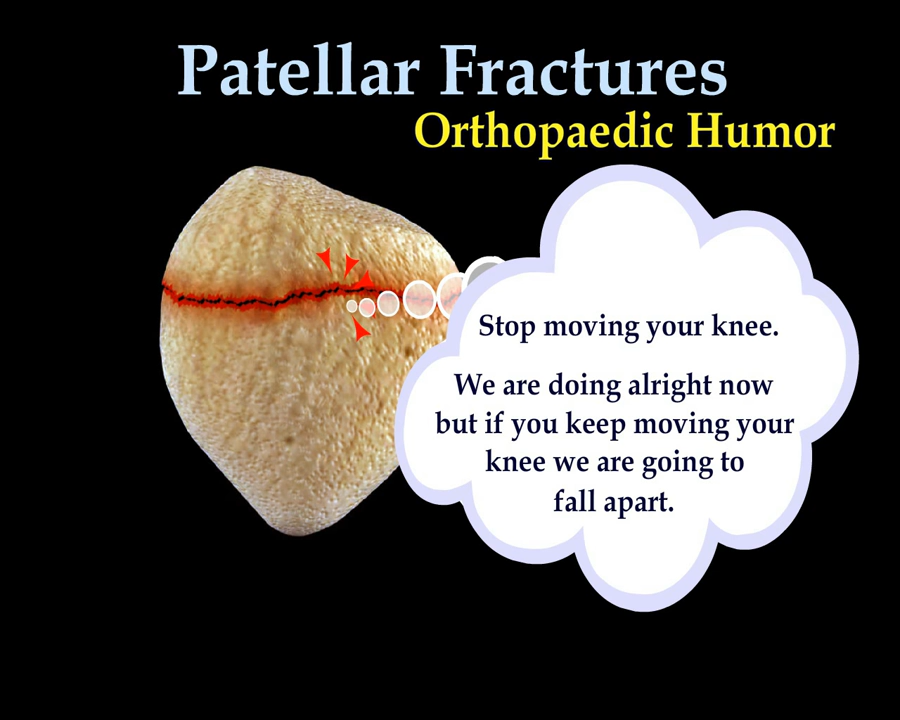 Patellar Fractures
Orthopaedic Humor
Stop moving your knee.
We are doing alright now
but if you keep moving your
knee we are going to
fall apart.